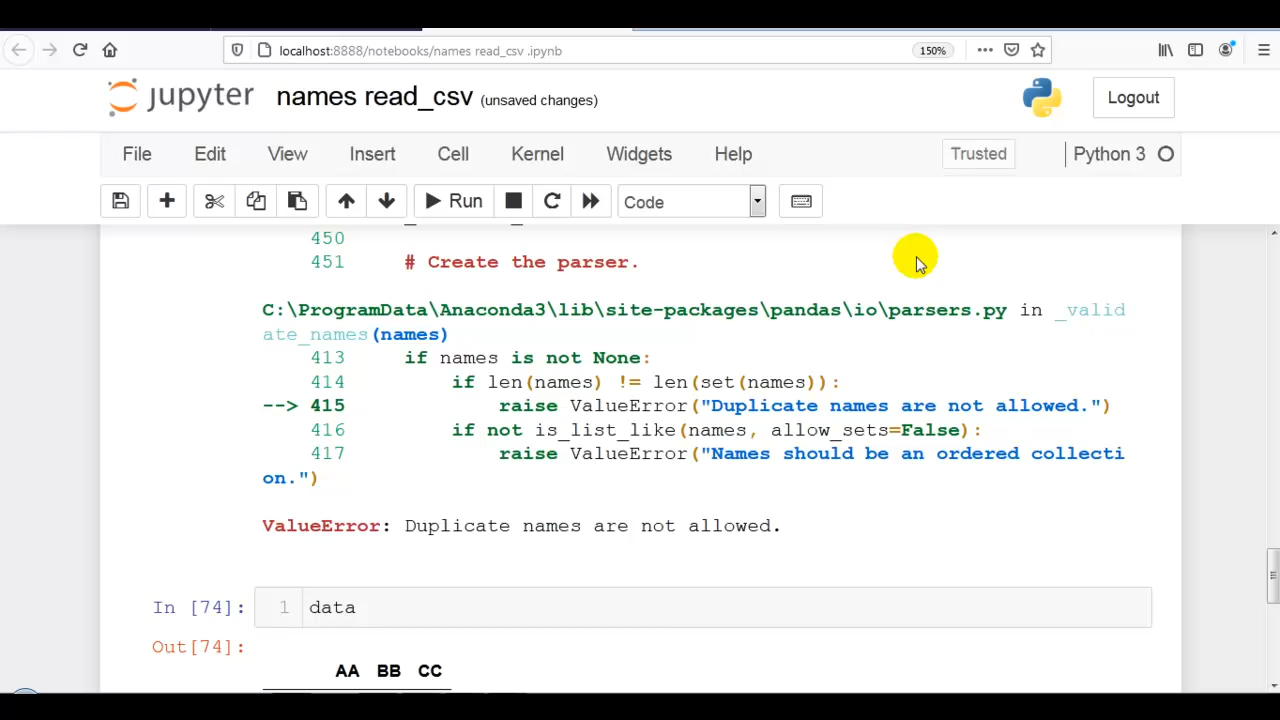 localhost:8888/notebooks/names read_csv .ipynb
150%
jupyter names read_csv (unsaved changes)
Logout
File Edit View Insert Cell Kernel Widgets Help
Trusted
Python 3
Run
Code
450
451 # Create the parser.
C:\ProgramData\Anaconda3\lib\site-packages\pandas\io\parsers.py in _valid
ate_names(names)
413 if names is not None:
414 if len(names) != len(set(names)):
--> 415 raise ValueError("Duplicate names are not allowed.")
416 if not is_list_like(names, allow_sets=False):
417 raise ValueError("Names should be an ordered collecti
on.")
ValueError: Duplicate names are not allowed.
In [74]: 1 data
Out[74]:
AA BB CC